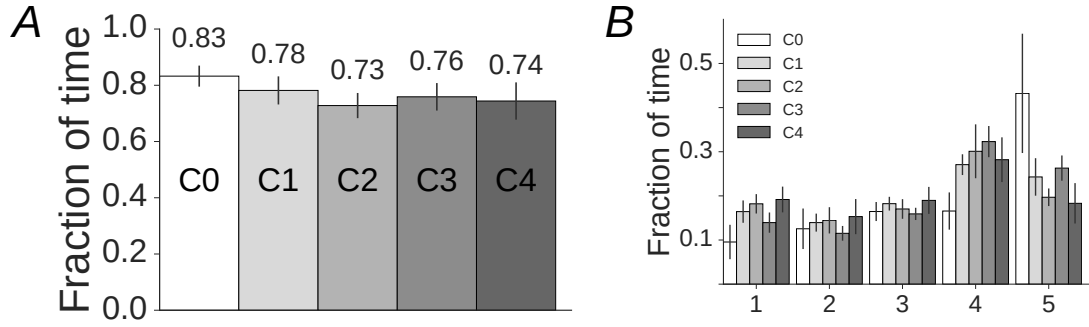 A
Fraction of time
1.0
0.8
0.6
0.4
0.2
0.0
0.83
0.78
0.73
0.76
0.74
C0
C1
C2
C3
C4
B
Fraction of time
0.5
0.3
0.1
C0
C1
C2
C3
C4
1
2
3
4
5